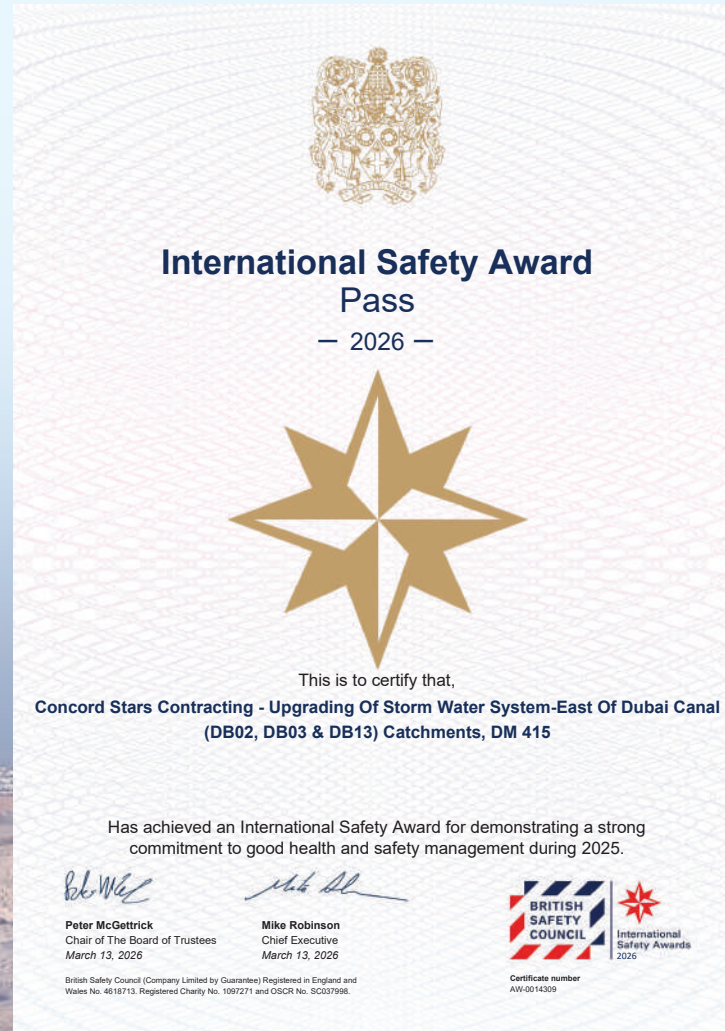 International Safety Award
Pass
— 2026 —
This is to certify that,
Concord Stars Contracting - Upgrading Of Storm Water System-East Of Dubai Canal
(DB02, DB03 & DB13) Catchments, DM 415
Has achieved an International Safety Award for demonstrating a strong
commitment to good health and safety management during 2025.
Peter McGettrick
Chair of The Board of Trustees
March 13, 2026
Mike Robinson
Chief Executive
March 13, 2026
British Safety Council (Company Limited by Guarantee) Registered in England and
Wales No. 4618713. Registered Charity No. 1097271 and OSCR No. SC037998.
BRITISH
SAFETY
COUNCIL
International
Safety Awards
2026
Certificate number
AW-0014309